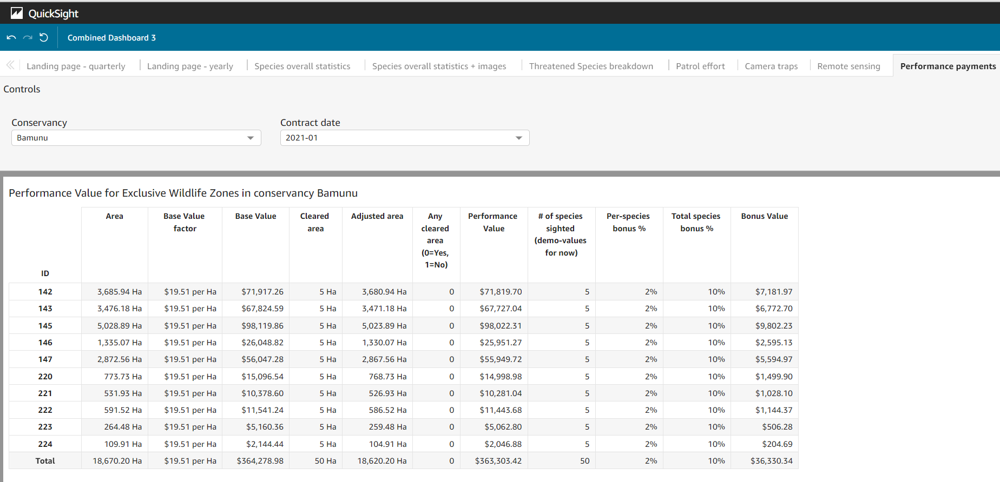 QuickSight
Combined Dashboard 3
Landing page - quarterly Landing page - yearly Species overall statistics Species overall statistics + images Threatened Species breakdown Patrol effort Camera traps Remote sensing Performance payments
Controls
Conservancy Contract date
Bamunu 2021-01
Performance Value for Exclusive Wildlife Zones in conservancy Bamunu
Area Base Value Base Value Cleared Adjusted area Any Performance # of species Per-species Total species Bonus Value
factor area cleared Value sighted bonus % bonus %
area (demo-values
(0=Yes, for now)
1=No)
ID
142 3,685.94 Ha $19.51 per Ha $71,917.26 5 Ha 3,680.94 Ha 0 $71,819.70 5 2% 10% $7,181.97
143 3,476.18 Ha $19.51 per Ha $67,824.59 5 Ha 3,471.18 Ha 0 $67,727.04 5 2% 10% $6,772.70
145 5,028.89 Ha $19.51 per Ha $98,119.86 5 Ha 5,023.89 Ha 0 $98,022.31 5 2% 10% $9,802.23
146 1,335.07 Ha $19.51 per Ha $26,048.82 5 Ha 1,330.07 Ha 0 $25,951.27 5 2% 10% $2,595.13
147 2,872.56 Ha $19.51 per Ha $56,047.28 5 Ha 2,867.56 Ha 0 $55,949.72 5 2% 10% $5,594.97
220 773.73 Ha $19.51 per Ha $15,096.54 5 Ha 768.73 Ha 0 $14,998.98 5 2% 10% $1,499.90
221 531.93 Ha $19.51 per Ha $10,378.60 5 Ha 526.93 Ha 0 $10,281.04 5 2% 10% $1,028.10
222 591.52 Ha $19.51 per Ha $11,541.24 5 Ha 586.52 Ha 0 $11,443.68 5 2% 10% $1,144.37
223 264.48 Ha $19.51 per Ha $5,160.36 5 Ha 259.48 Ha 0 $5,062.80 5 2% 10% $506.28
224 109.91 Ha $19.51 per Ha $2,144.44 5 Ha 104.91 Ha 0 $2,046.88 5 2% 10% $204.69
Total 18,670.20 Ha $19.51 per Ha $364,278.98 50 Ha 18,620.20 Ha 0 $363,303.42 50 2% 10% $36,330.34